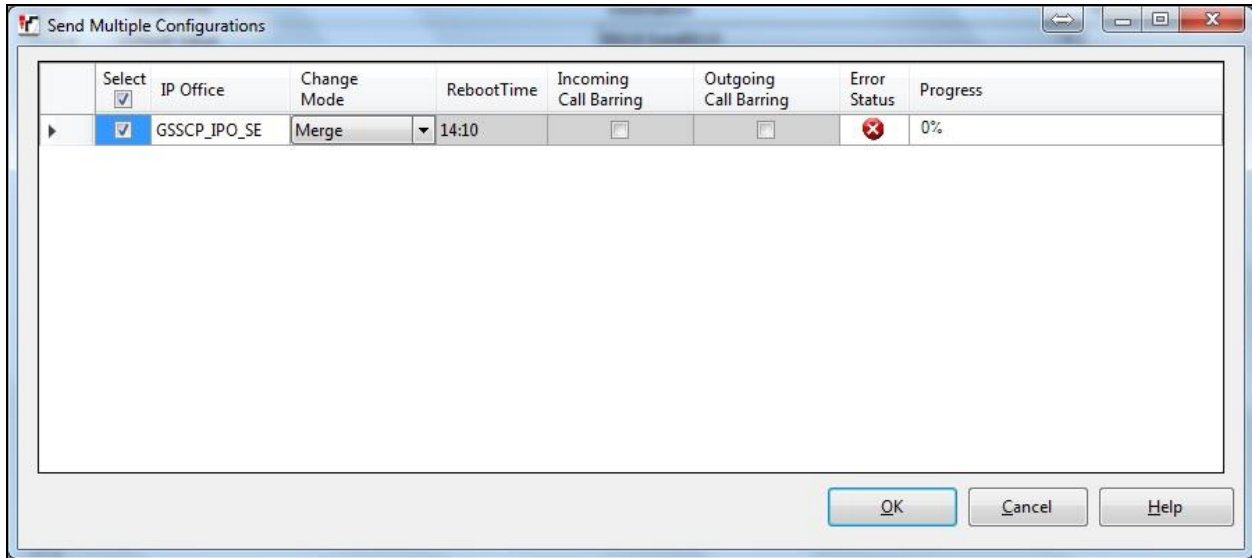 Send Multiple Configurations
Select IP Office Change Mode RebootTime Incoming Call Barring Outgoing Call Barring Error Status Progress
GSSCP_IPO_SE Merge 14:10 0%
OK Cancel Help